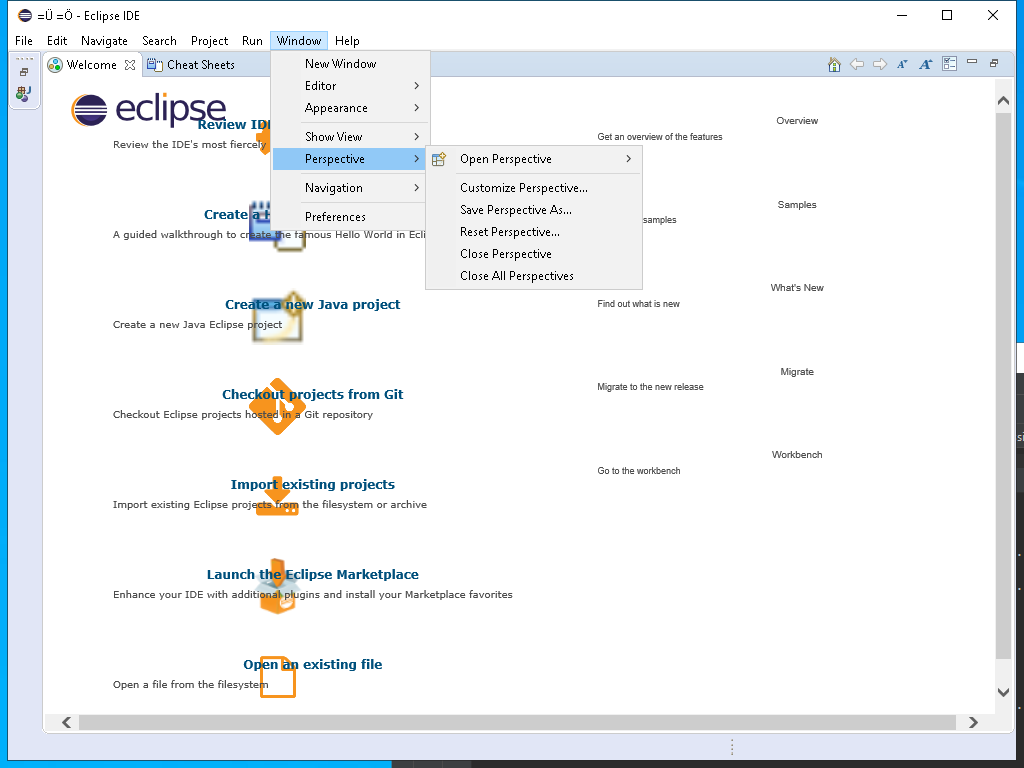 =Ü =Ö - Eclipse IDE
File Edit Navigate Search Project Run Window Help
Welcome Cheat Sheets
eclipse
New Window
Editor
Appearance
Show View
Perspective
Navigation
Preferences
Open Perspective
Customize Perspective...
Save Perspective As...
Reset Perspective...
Close Perspective
Close All Perspectives
Review IDE
Review the IDE's most fiercely
Create a
A guided walkthrough to create the famous Hello World in Ecli
Create a new Java project
Create a new Java Eclipse project
Checkout projects from Git
Checkout Eclipse projects hosted in a Git repository
Import existing projects
Import existing Eclipse projects from the filesystem or archive
Launch the Eclipse Marketplace
Enhance your IDE with additional plugins and install your Marketplace favorites
Open an existing file
Open a file from the filesystem
Overview
Get an overview of the features
Samples
samples
What's New
Find out what is new
Migrate
Migrate to the new release
Workbench
Go to the workbench